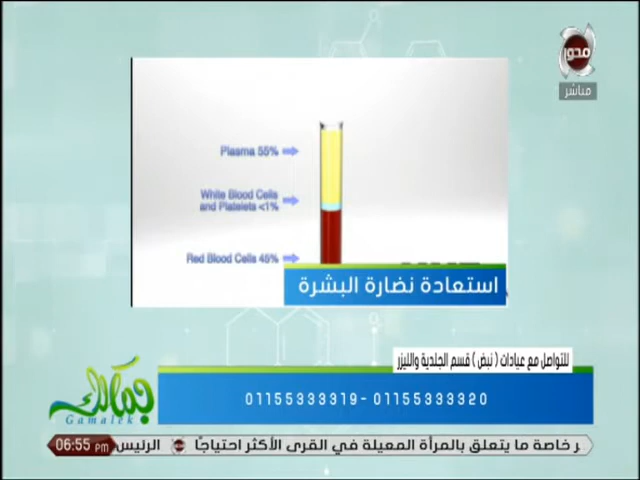 محور
مباشر
Plasma 55%
White Blood Cells
and Platelets <1%
Red Blood Cells 45%
استعادة نضارة البشرة
للتواصل مع عيادات ( نبض ) قسم الجلدية والليزر
01155333319- 01155333320
جمالك
Gamalek
ر خاصة ما يتعلق بالمرأة المعيلة في القرى الأكثر احتياجًا
الرئيس
06:55 PM